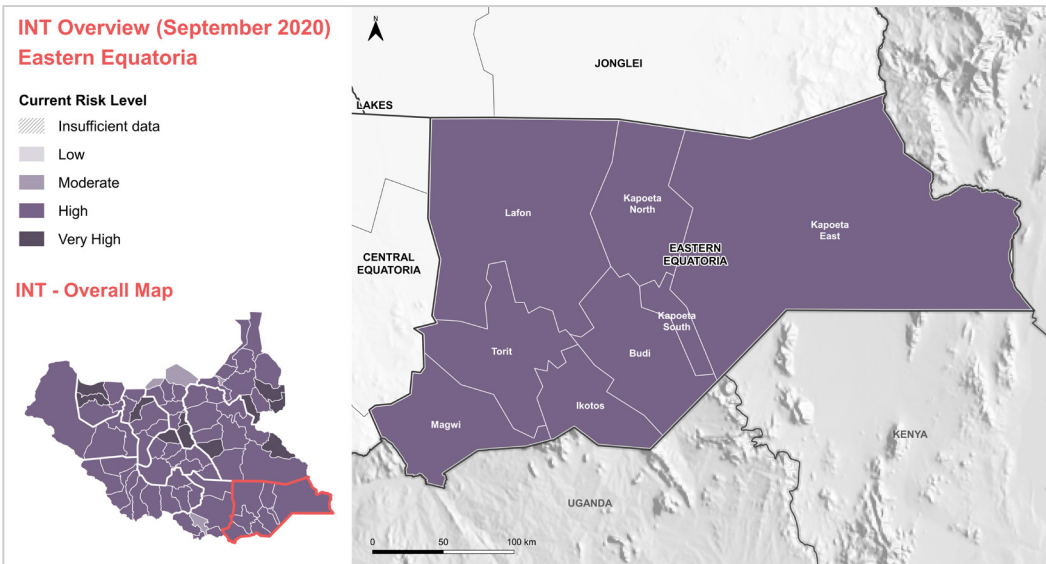 INT Overview (September 2020)
Eastern Equatoria
Current Risk Level
Insufficient data
Low
Moderate
High
Very High
INT - Overall Map
N
JONGLEI
LAKES
Lafon
Kapoeta
North
Kapoeta
East
EASTERN
EQUATORIA
CENTRAL
EQUATORIA
Kapoeta
South
Torit
Budi
Ikotos
Magwi
KENYA
UGANDA
0 50 100 km